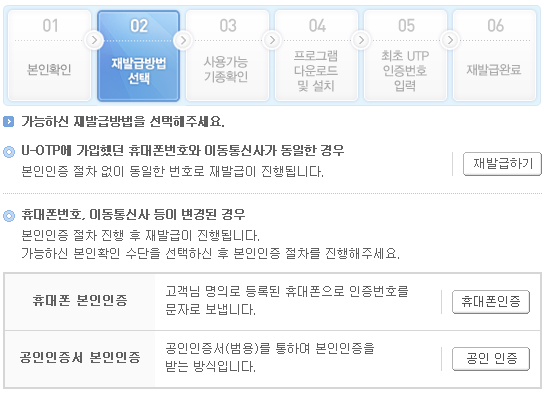 01
본인확인
02
재발급방법
선택
03
사용가능
기종확인
04
프로그램
다운로드
및 설치
05
최초 UTP
인증번호
입력
06
재발급완료
가능하신 재발급방법을 선택해주세요.
U-OTP에 가입했던 휴대폰번호와 이동통신사가 동일한 경우
본인인증 절차 없이 동일한 번호로 재발급이 진행됩니다.
재발급하기
휴대폰번호, 이동통신사 등이 변경된 경우
본인인증 절차 진행 후 재발급이 진행됩니다.
가능하신 본인확인 수단을 선택하신 후 본인인증 절차를 진행해주세요.
휴대폰 본인인증
고객님 명의로 등록된 휴대폰으로 인증번호를
문자로 보냅니다.
휴대폰인증
공인인증서 본인인증
공인인증서(범용)를 통하여 본인인증을
받는 방식입니다.
공인 인증